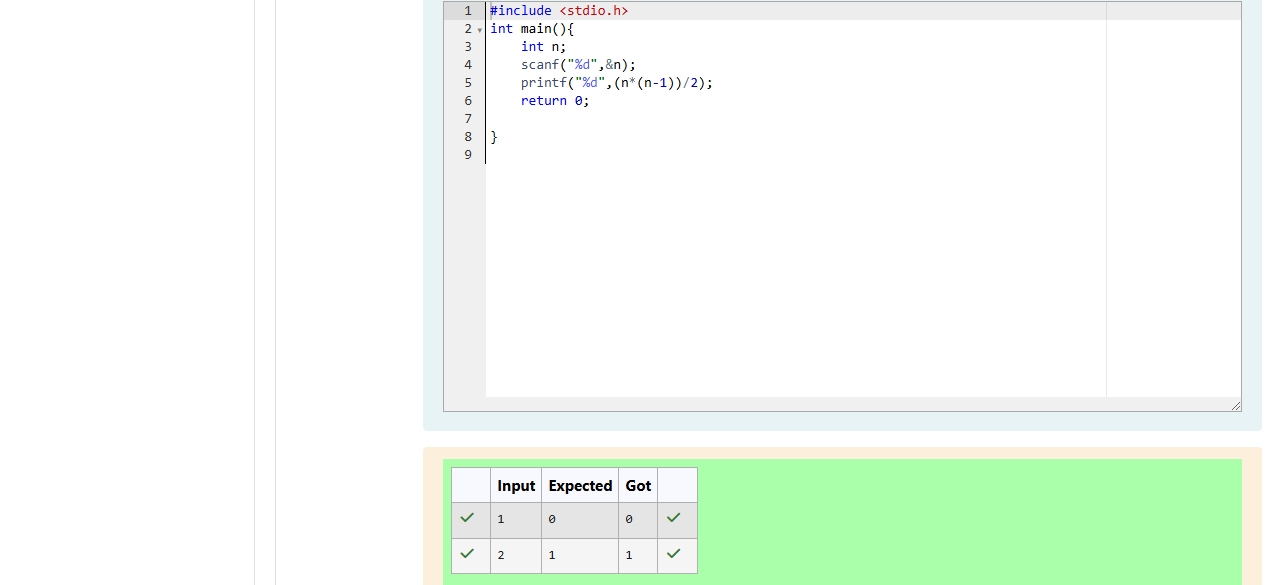 1 #include <stdio.h>
2 int main(){
3     int n;
4     scanf("%d",&n);
5     printf("%d",(n*(n-1))/2);
6     return 0;
7
8 }
9
Input Expected Got
1 0 0
2 1 1